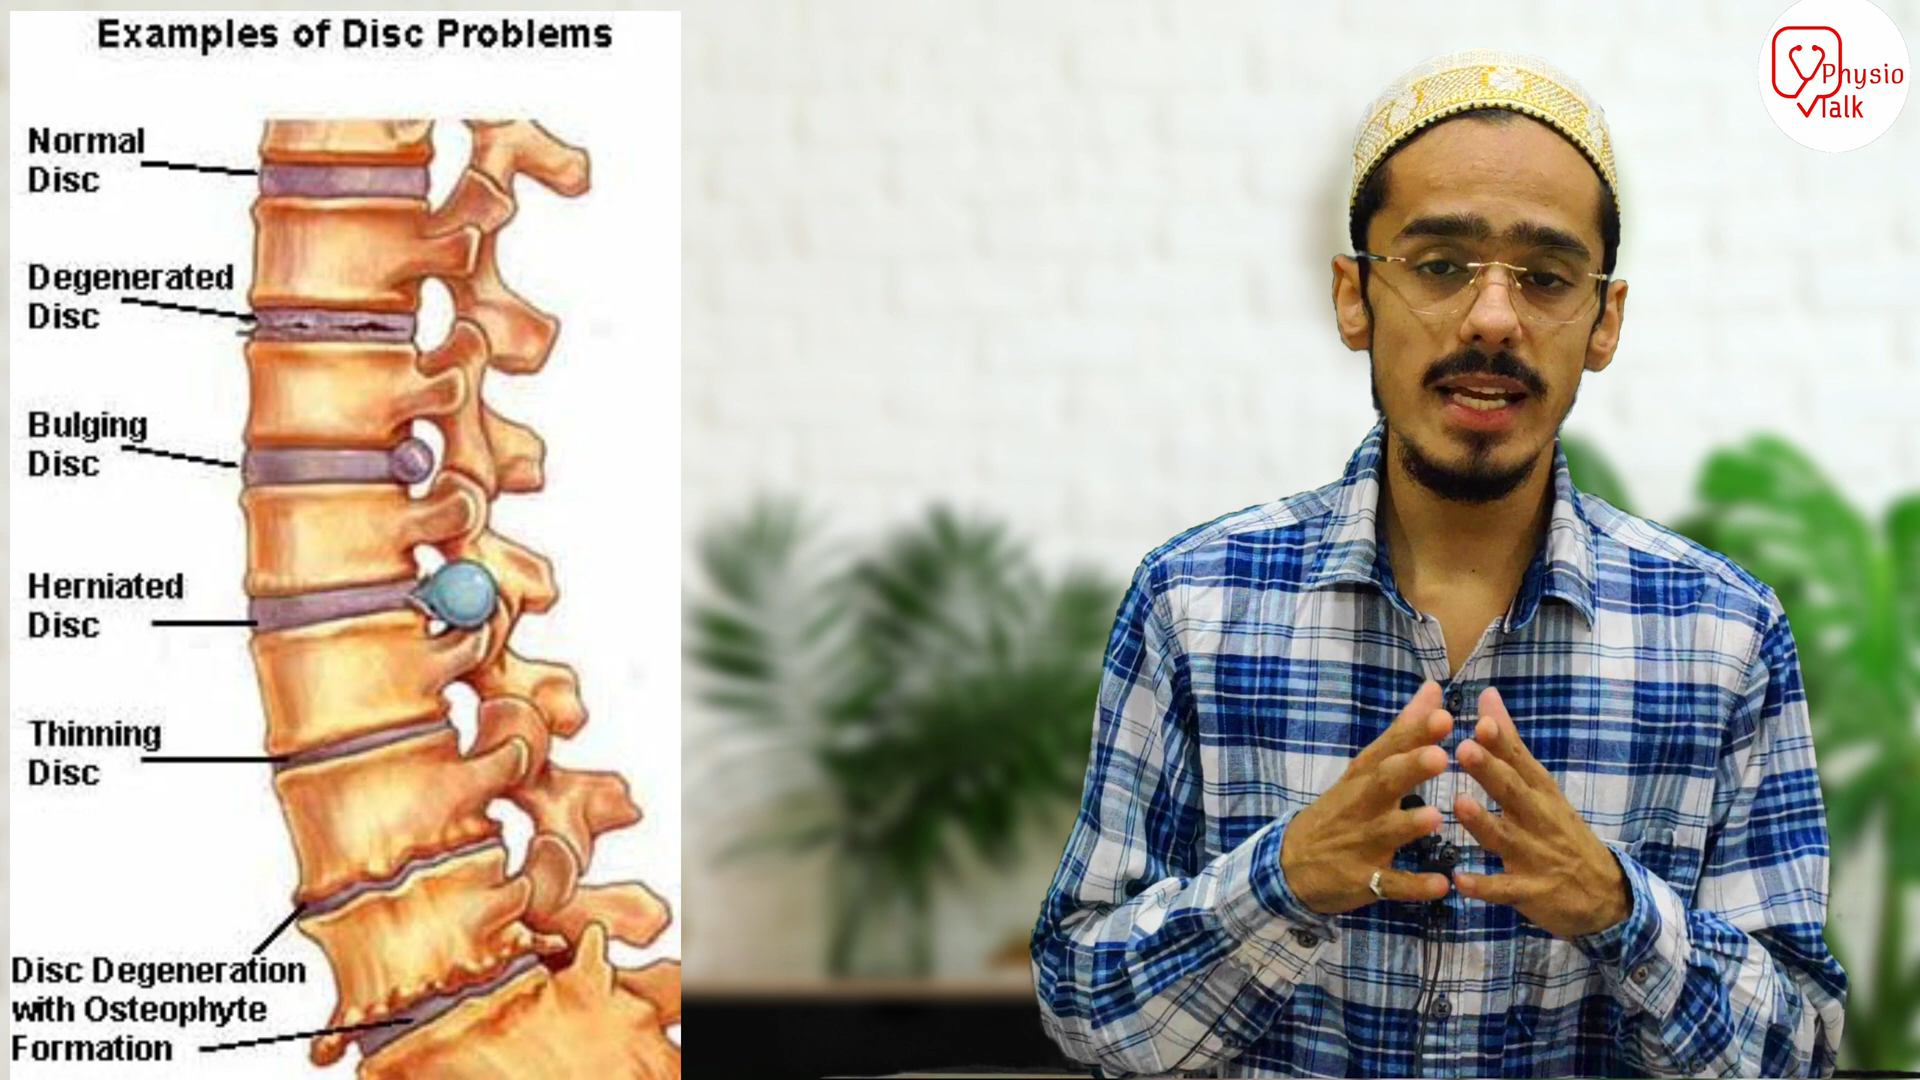 Examples of Disc Problems
Normal
Disc
Degenerated
Disc
Bulging
Disc
Herniated
Disc
Thinning
Disc
Disc Degeneration
with Osteophyte
Formation
Physio
Talk